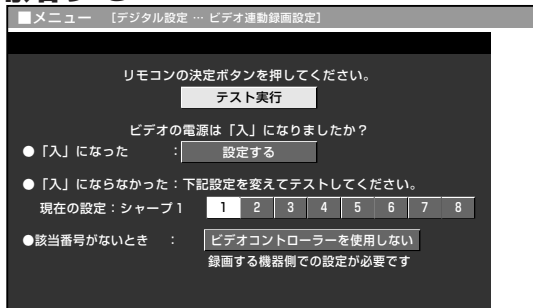 ■メニュー ［デジタル設定 … ビデオ連動録画設定］
リモコンの決定ボタンを押してください。
テスト実行
ビデオの電源は「入」になりましたか？
●「入」になった ： 設定する
●「入」にならなかった：下記設定を変えてテストしてください。
現在の設定：シャープ1 1 2 3 4 5 6 7 8
●該当番号がないとき ： ビデオコントローラーを使用しない
録画する機器側での設定が必要です